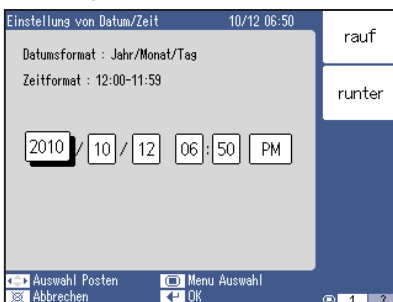 Einstellung von Datum/Zeit 10/12 06:50
rauf
Datumsformat : Jahr/Monat/Tag
Zeitformat : 12:00-11:59
runter
2010 / 10 / 12 06 : 50 PM
Auswahl Posten Menu Auswahl
Abbrechen OK 1 2